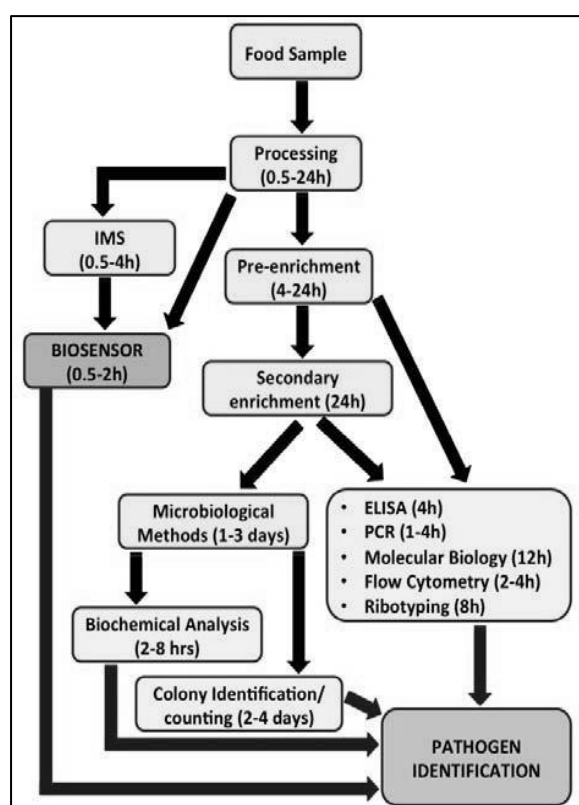 Food Sample
Processing
(0.5-24h)
IMS
(0.5-4h)
Pre-enrichment
(4-24h)
BIOSENSOR
(0.5-2h)
Secondary
enrichment (24h)
Microbiological
Methods (1-3 days)
• ELISA (4h)
• PCR (1-4h)
• Molecular Biology (12h)
• Flow Cytometry (2-4h)
• Ribotyping (8h)
Biochemical Analysis
(2-8 hrs)
Colony Identification/
counting (2-4 days)
PATHOGEN
IDENTIFICATION